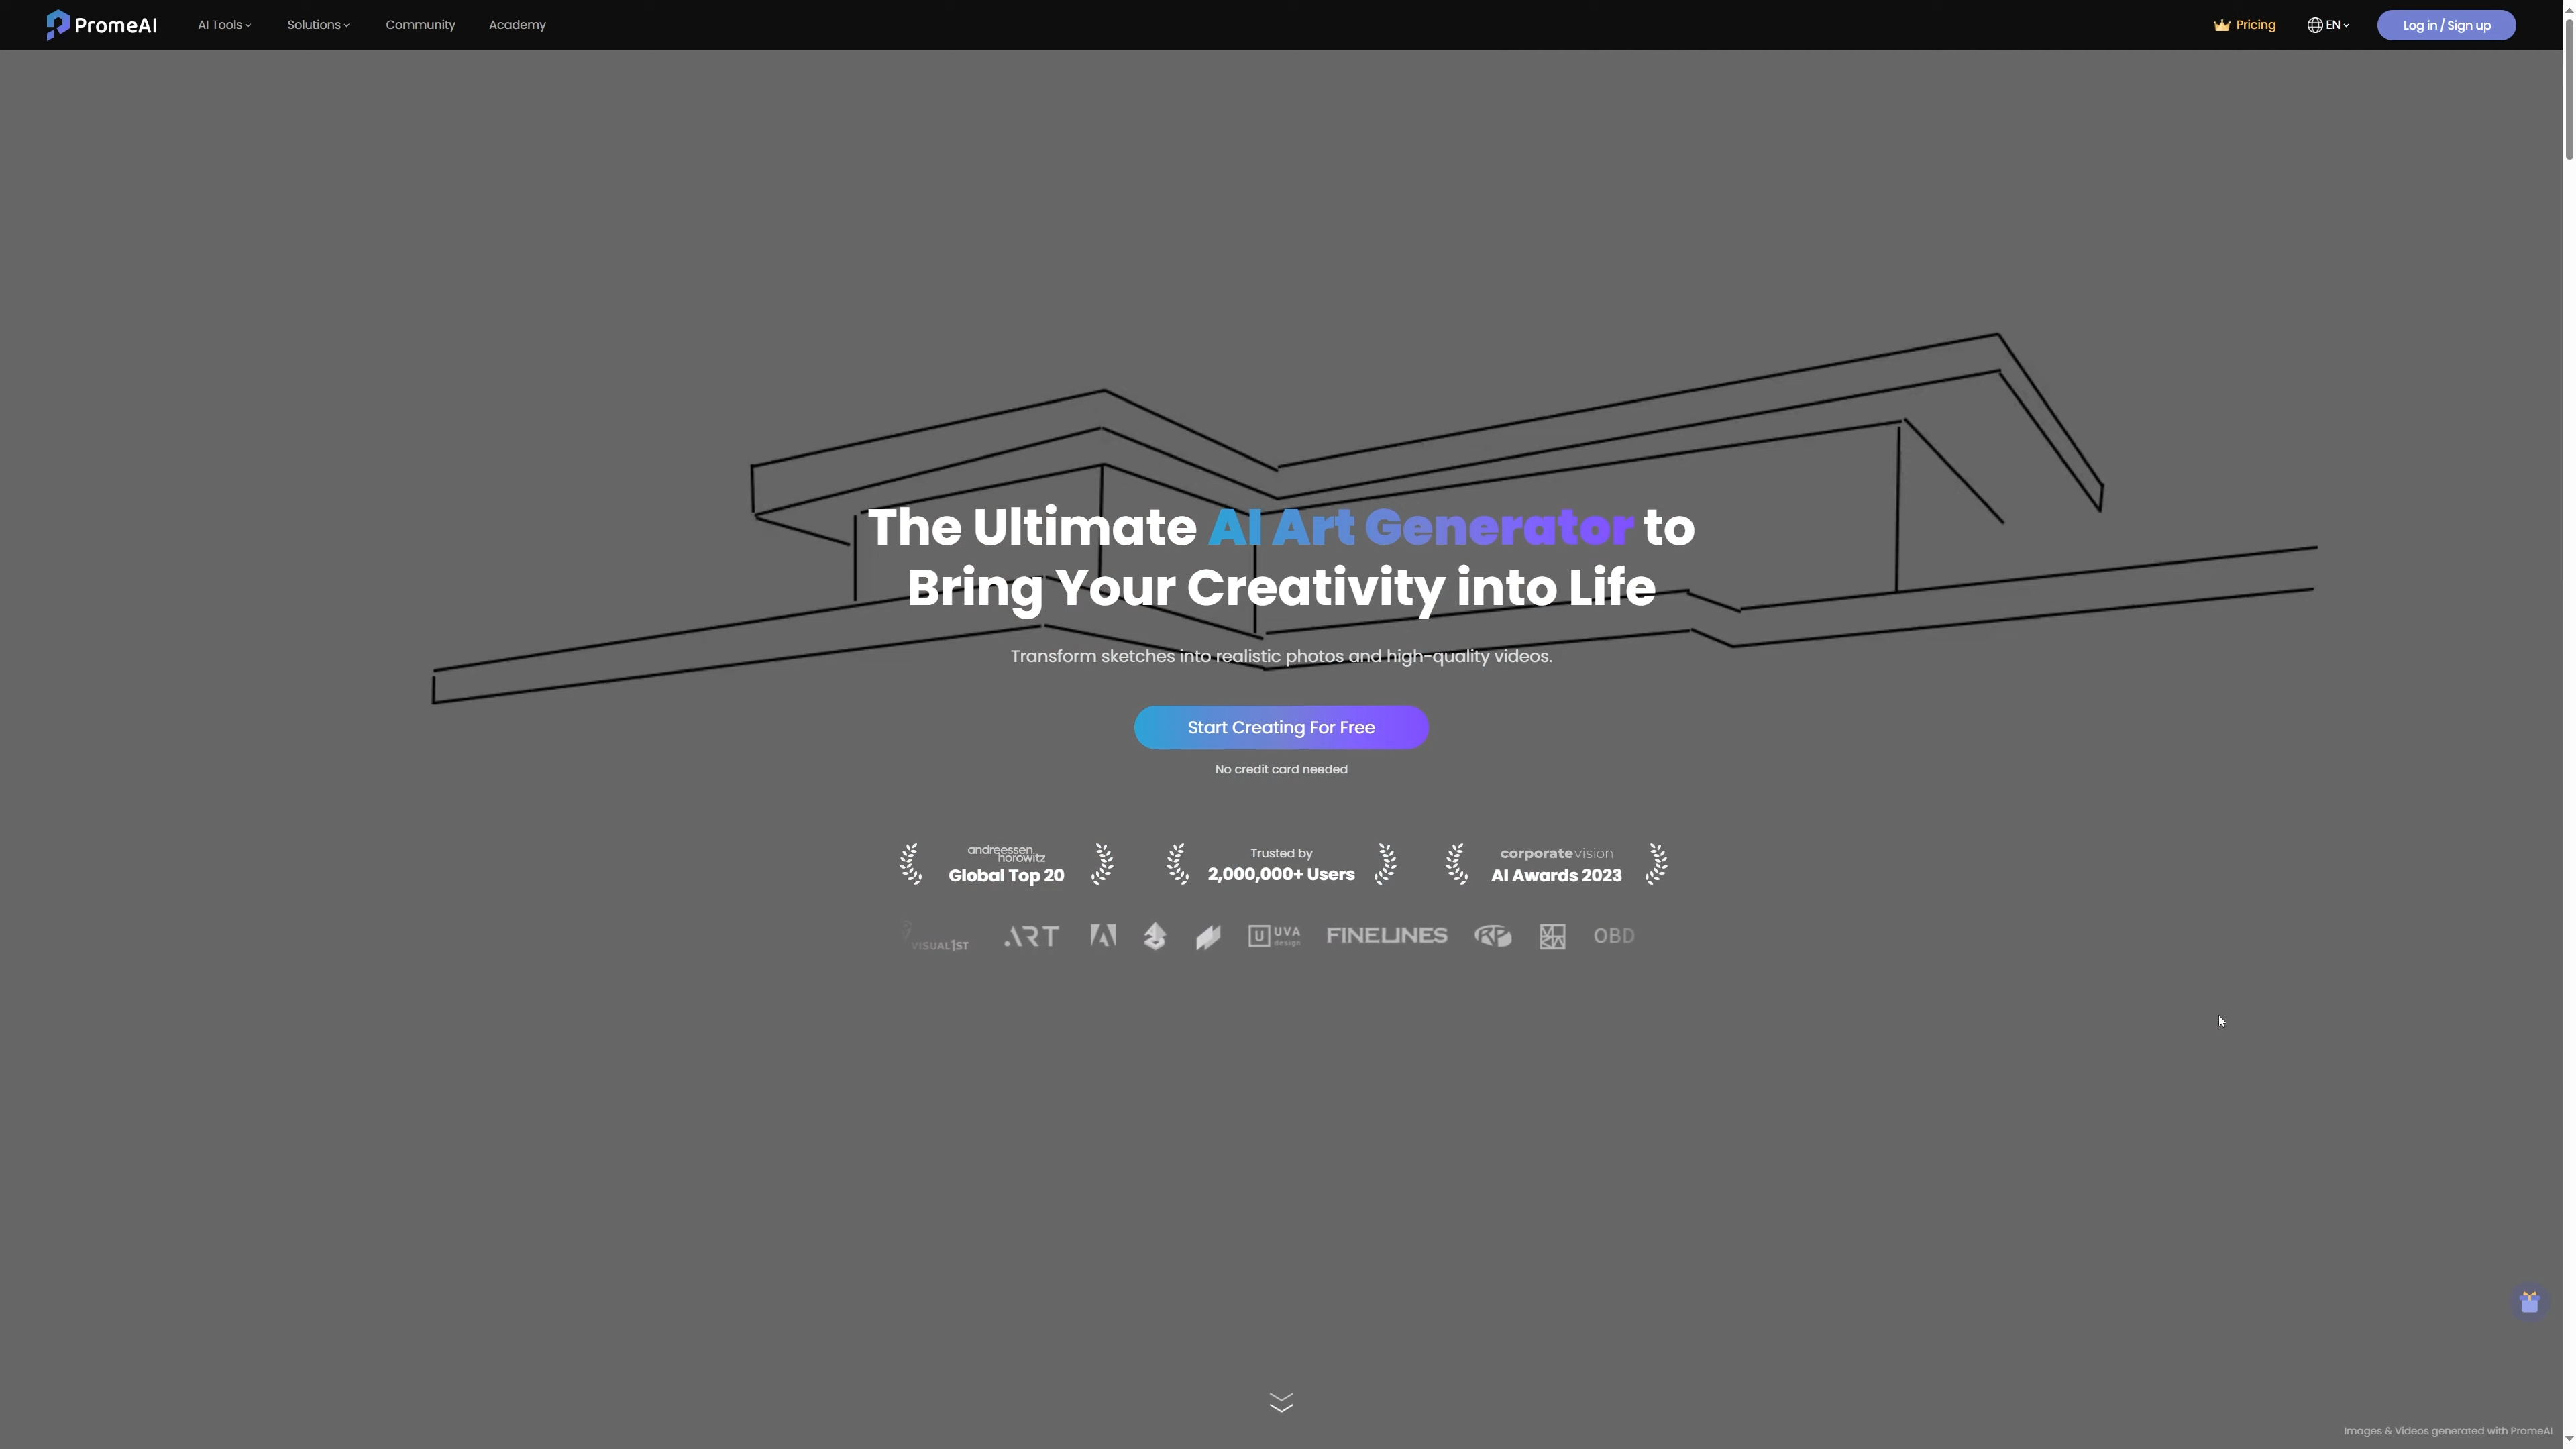 PromeAI
AI Tools
Solutions
Community
Academy
Pricing
EN
Log in / Sign up
The Ultimate AI Art Generator to
Bring Your Creativity into Life
Transform sketches into realistic photos and high-quality videos.
Start Creating For Free
No credit card needed
andreessen.
horowitz
Global Top 20
Trusted by
2,000,000+ Users
corporatevision
AI Awards 2023
VISUAL1ST
ART
UVA
design
FINELINES
RP
OBD
Images & Videos generated with PromeAI